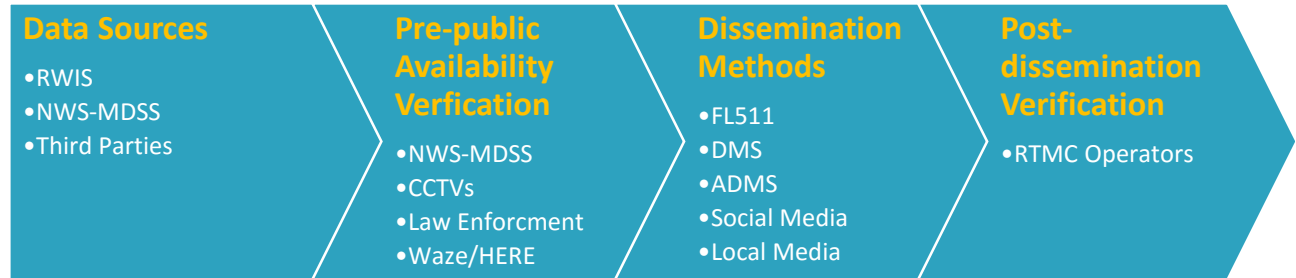 Data Sources
•RWIS
•NWS-MDSS
•Third Parties
Pre-public
Availability
Verfication
•NWS-MDSS
•CCTVs
•Law Enforcment
•Waze/HERE
Dissemination
Methods
•FL511
•DMS
•ADMS
•Social Media
•Local Media
Post-
dissemination
Verification
•RTMC Operators